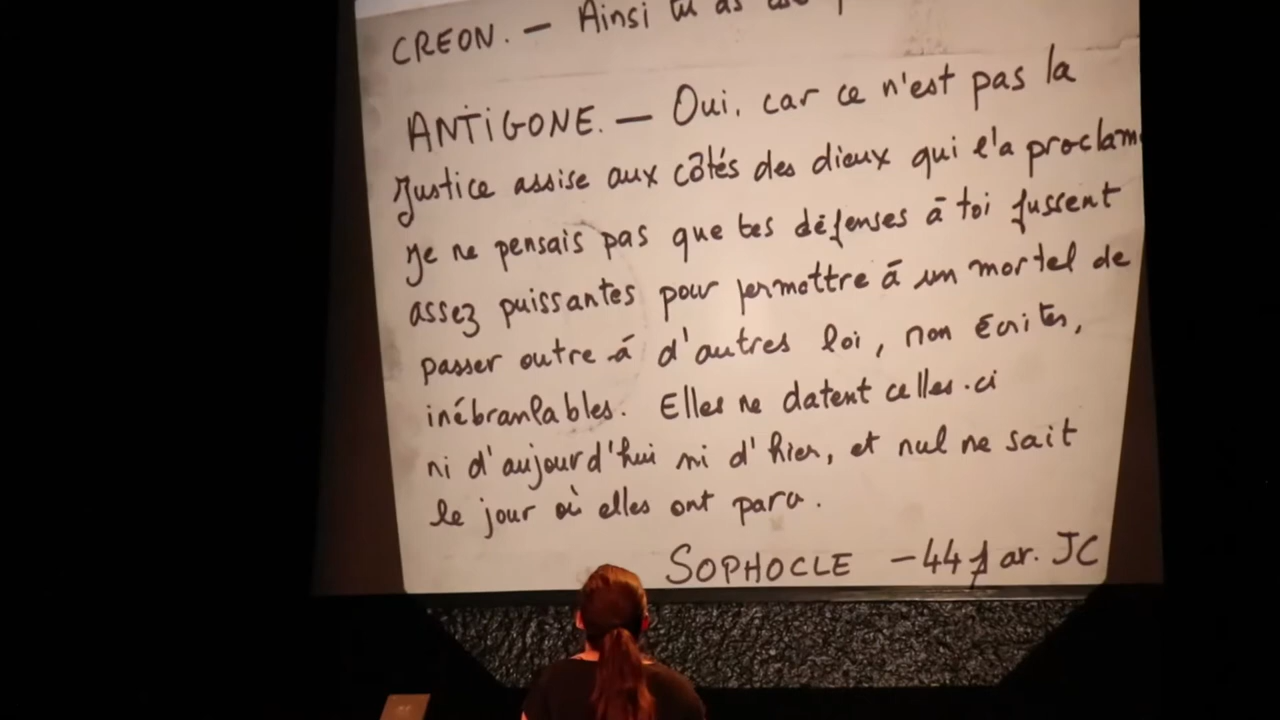 CREON. — Ainsi tu as
ANTIGONE. — Oui, car ce n'est pas la
Justice assise aux côtés des dieux qui l'a proclam
Je ne pensais pas que tes défenses à toi fussent
assez puissantes pour permettre à un mortel de
passer outre à d'autres loi, non écrites,
inébranlables. Elles ne datent celles-ci
ni d'aujourd'hui ni d'hier, et nul ne sait
le jour où elles ont paru.
SOPHOCLE -441 av. JC